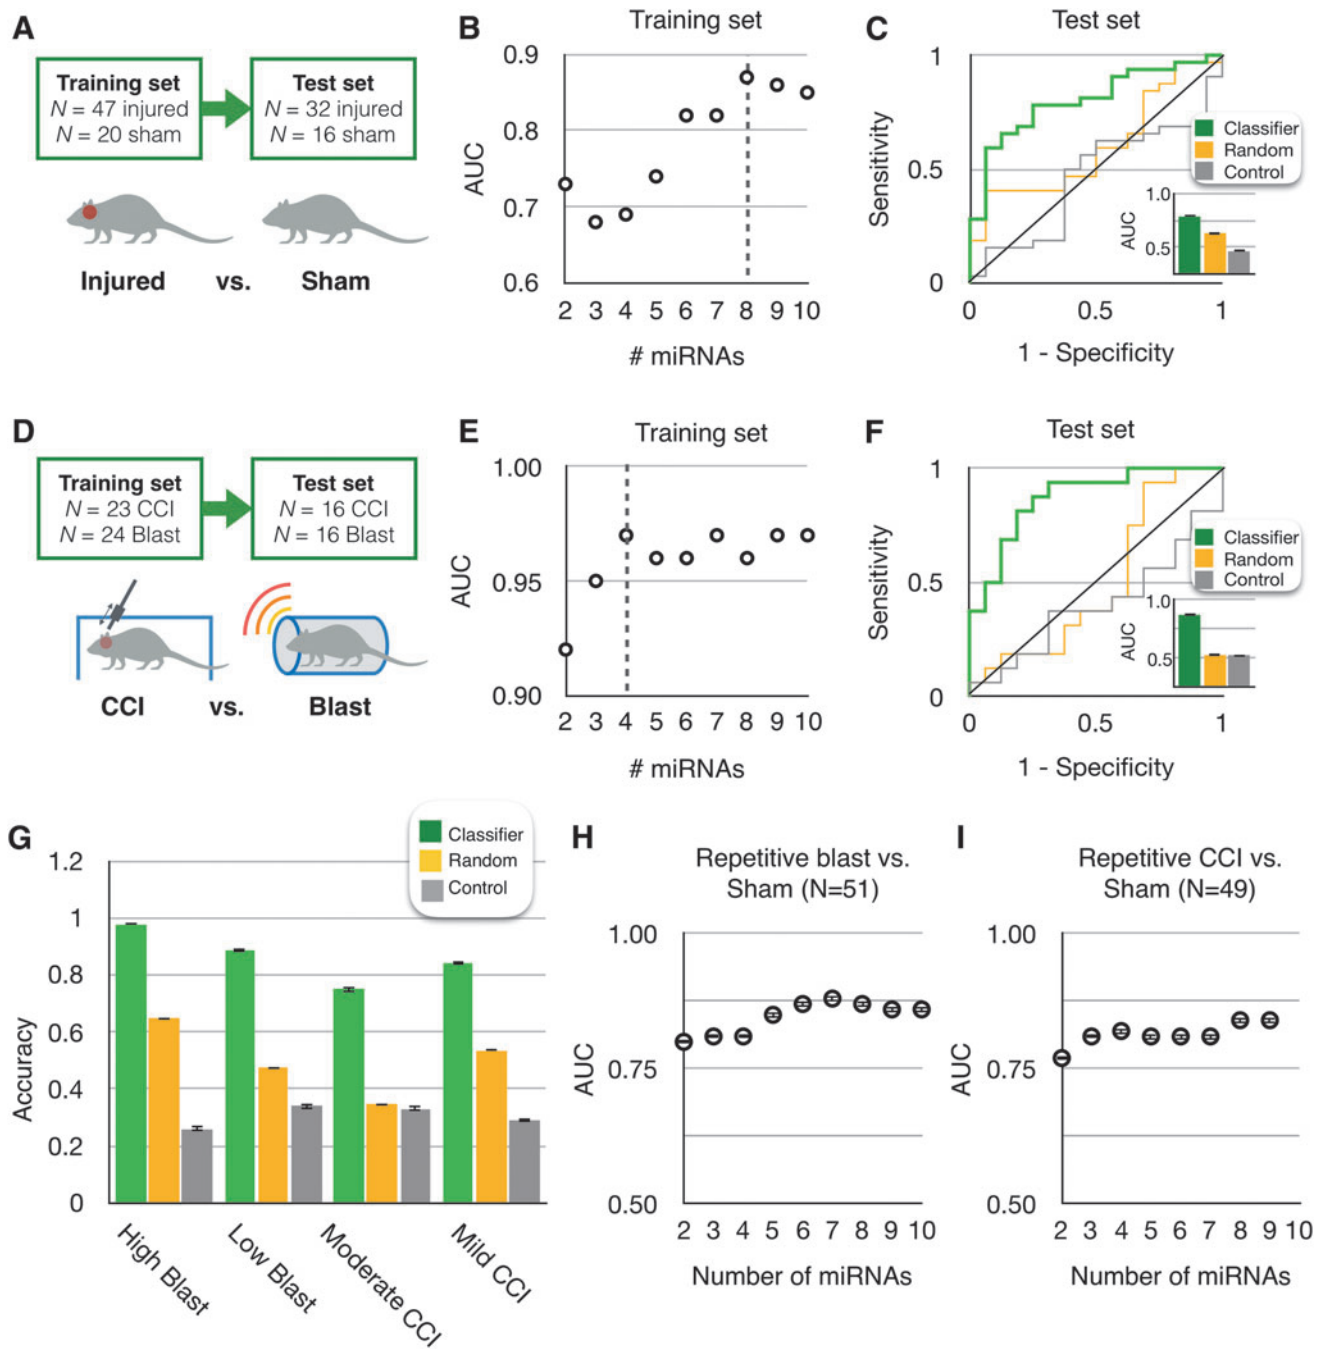 A
Training set
N = 47 injured
N = 20 sham
Test set
N = 32 injured
N = 16 sham
Injured vs. Sham
B
Training set
0.9
0.8
0.7
0.6
AUC
2 3 4 5 6 7 8 9 10
# miRNAs
C
Test set
1
0.5
0
Sensitivity
Classifier
Random
Control
1.0
0.5
AUC
0 0.5 1
1 - Specificity
D
Training set
N = 23 CCI
N = 24 Blast
Test set
N = 16 CCI
N = 16 Blast
CCI vs. Blast
E
Training set
1.00
0.95
0.90
AUC
2 3 4 5 6 7 8 9 10
# miRNAs
F
Test set
1
0.5
0
Sensitivity
Classifier
Random
Control
1.0
0.5
AUC
0 0.5 1
1 - Specificity
G
Classifier
Random
Control
1.2
1
0.8
0.6
0.4
0.2
0
Accuracy
High Blast
Low Blast
Moderate CCI
Mild CCI
H
Repetitive blast vs.
Sham (N=51)
1.00
0.75
0.50
AUC
2 3 4 5 6 7 8 9 10
Number of miRNAs
I
Repetitive CCI vs.
Sham (N=49)
1.00
0.75
0.50
AUC
2 3 4 5 6 7 8 9 10
Number of miRNAs